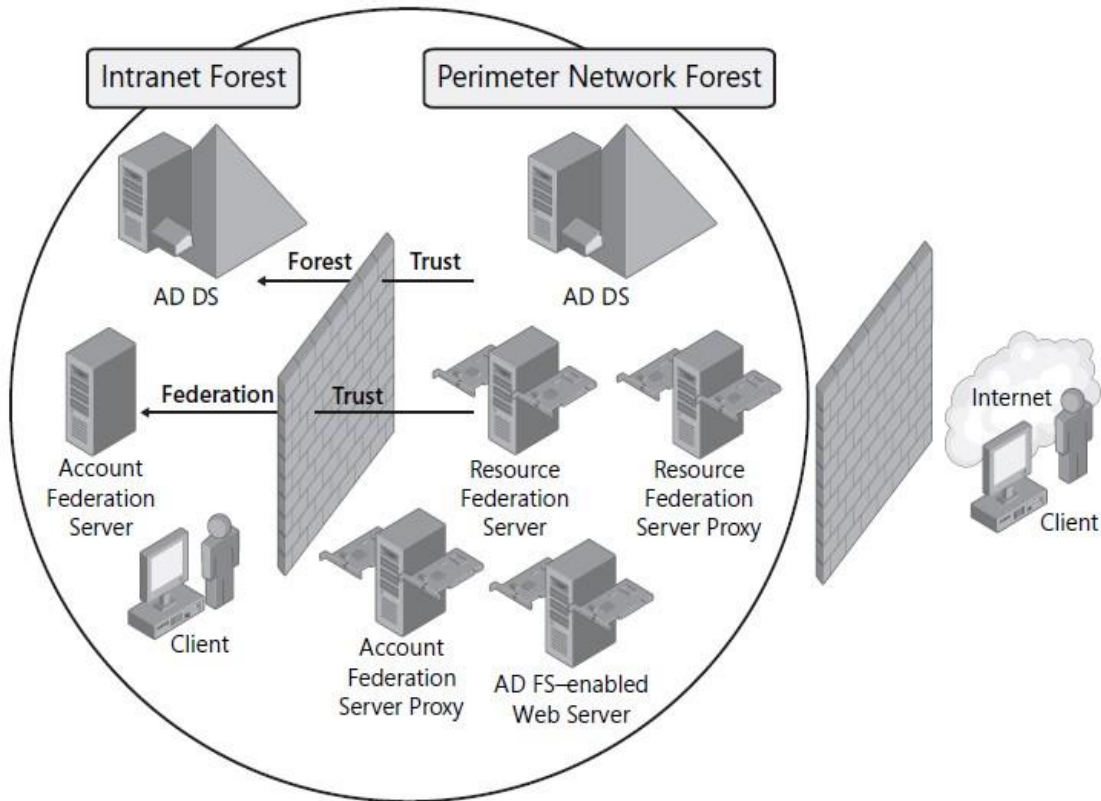 Intranet Forest
Perimeter Network Forest
Forest Trust
AD DS
AD DS
Federation Trust
Account
Federation
Server
Resource
Federation
Server
Resource
Federation
Server Proxy
Internet
Client
Client
Account
Federation
Server Proxy
AD FS–enabled
Web Server